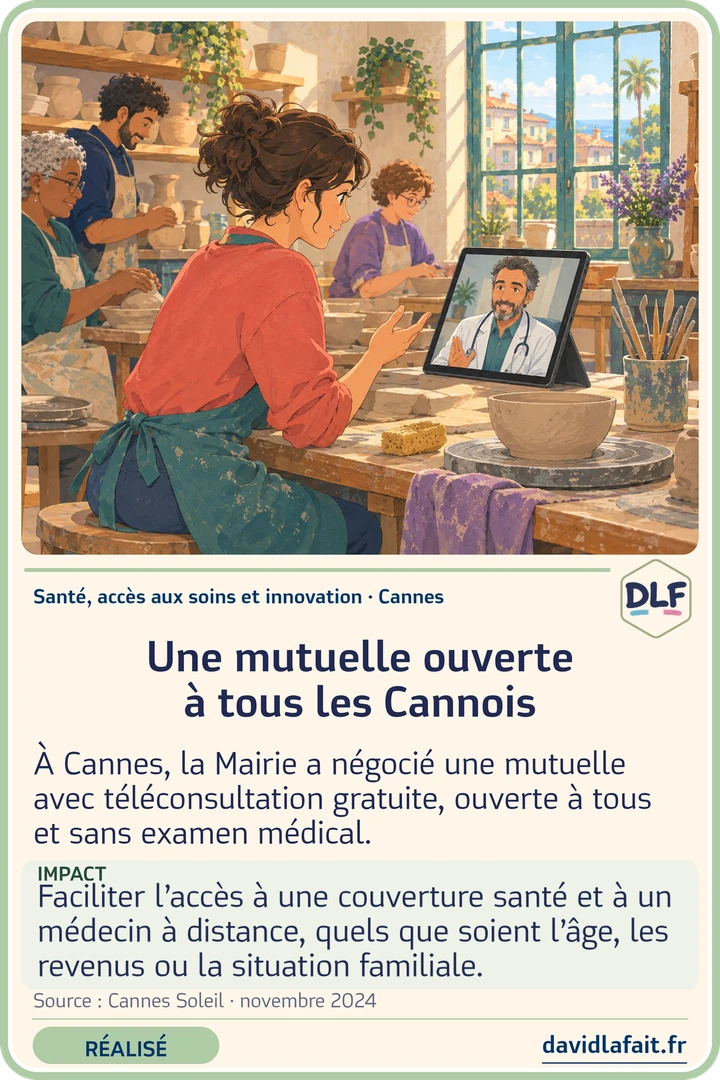 Santé, accès aux soins et innovation · Cannes
DLF
Une mutuelle ouverte
à tous les Cannois
À Cannes, la Mairie a négocié une mutuelle
avec téléconsultation gratuite, ouverte à tous
et sans examen médical.
IMPACT
Faciliter l’accès à une couverture santé et à un
médecin à distance, quels que soient l’âge, les
revenus ou la situation familiale.
Source : Cannes Soleil · novembre 2024
RÉALISÉ
davidlafait.fr